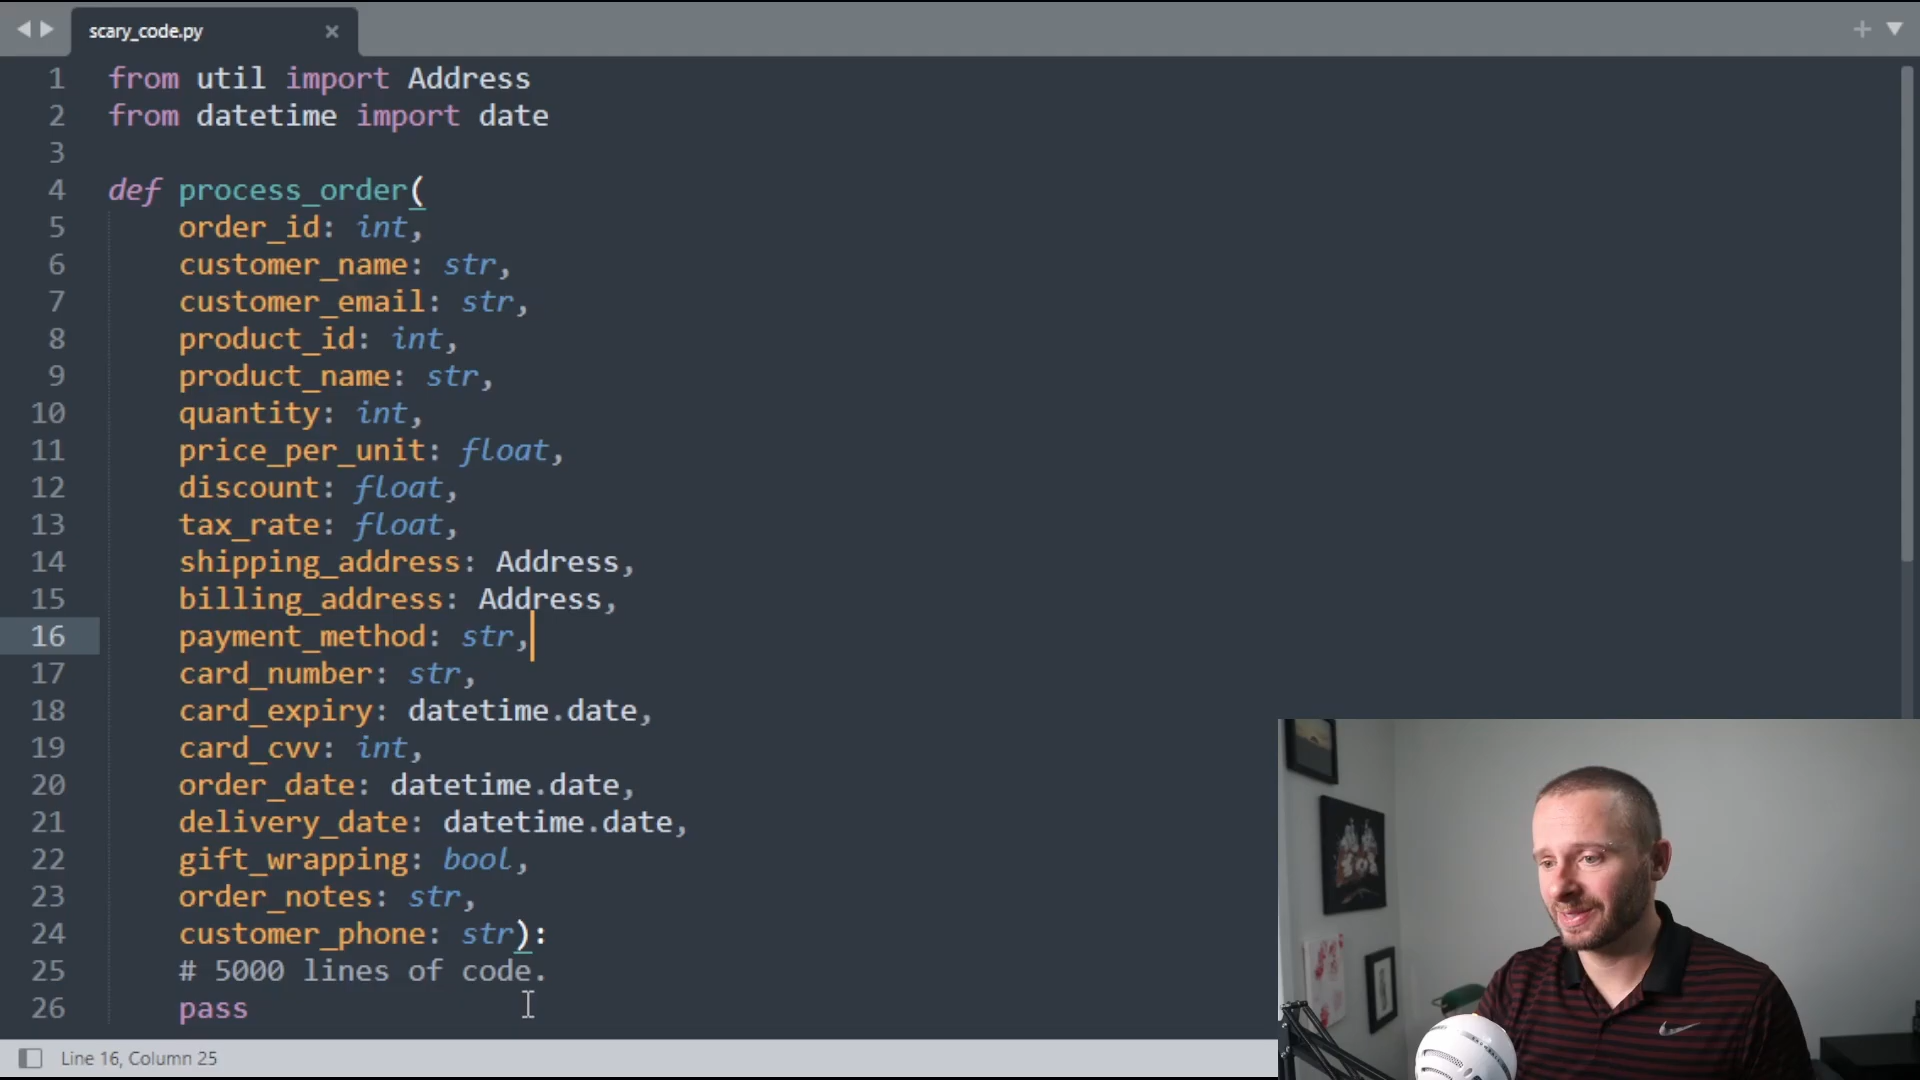 scary_code.py
1 from util import Address
2 from datetime import date
3
4 def process_order(
5 order_id: int,
6 customer_name: str,
7 customer_email: str,
8 product_id: int,
9 product_name: str,
10 quantity: int,
11 price_per_unit: float,
12 discount: float,
13 tax_rate: float,
14 shipping_address: Address,
15 billing_address: Address,
16 payment_method: str,
17 card_number: str,
18 card_expiry: datetime.date,
19 card_cvv: int,
20 order_date: datetime.date,
21 delivery_date: datetime.date,
22 gift_wrapping: bool,
23 order_notes: str,
24 customer_phone: str):
25 # 5000 lines of code.
26 pass
Line 16, Column 25